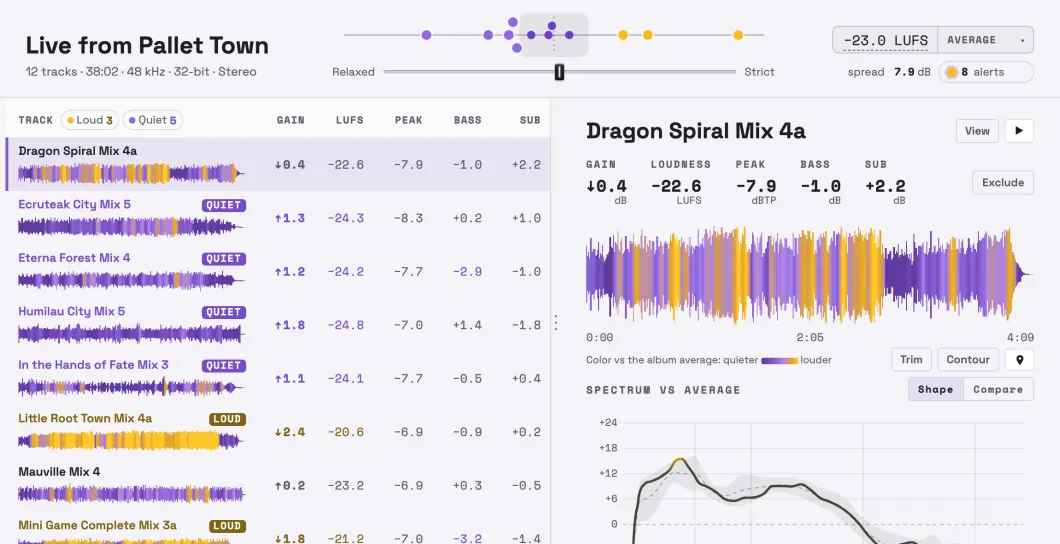 Live from Pallet Town
12 tracks · 38:02 · 48 kHz · 32-bit · Stereo
Relaxed Strict
−23.0 LUFS AVERAGE
spread 7.9 dB 8 alerts
TRACK Loud 3 Quiet 5 GAIN LUFS PEAK BASS SUB
Dragon Spiral Mix 4a
↓0.4 −22.6 −7.9 −1.0 +2.2
Ecruteak City Mix 5 QUIET
↑1.3 −24.3 −8.3 +0.2 +1.0
Eterna Forest Mix 4 QUIET
↑1.2 −24.2 −7.7 −2.9 −1.0
Humilau City Mix 5 QUIET
↑1.8 −24.8 −7.0 +1.4 −1.8
In the Hands of Fate Mix 3 QUIET
↑1.1 −24.1 −7.7 −0.5 +0.4
Little Root Town Mix 4a LOUD
↓2.4 −20.6 −6.9 −0.9 +0.2
Mauville Mix 4
↑0.2 −23.2 −6.9 +0.3 −0.5
Mini Game Complete Mix 3a LOUD
↓1.8 −21.2 −7.0 −3.2 −1.4
Dragon Spiral Mix 4a
View
GAIN LOUDNESS PEAK BASS SUB
↓0.4 −22.6 −7.9 −1.0 +2.2
dB LUFS dBTP dB dB
Exclude
0:00 2:05 4:09
Color vs the album average: quieter louder
Trim Contour
SPECTRUM VS AVERAGE
Shape Compare
+24
+18
+12
+6
0